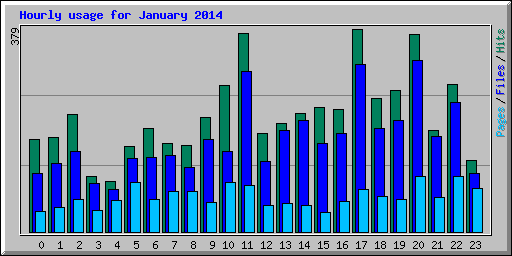 Hourly usage for January 2014
379
Pages / Files / Hits
0 1 2 3 4 5 6 7 8 9 10 11 12 13 14 15 16 17 18 19 20 21 22 23